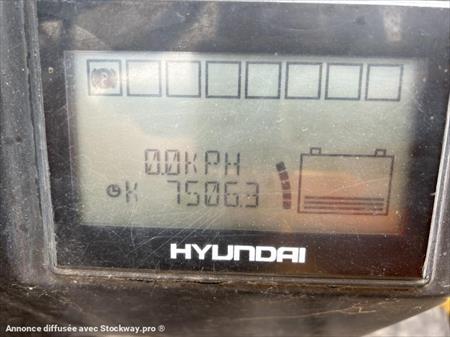 (P)
0.0KPH
K 7506.3
HYUNDAI
Annonce diffusée avec Stockway.pro ®